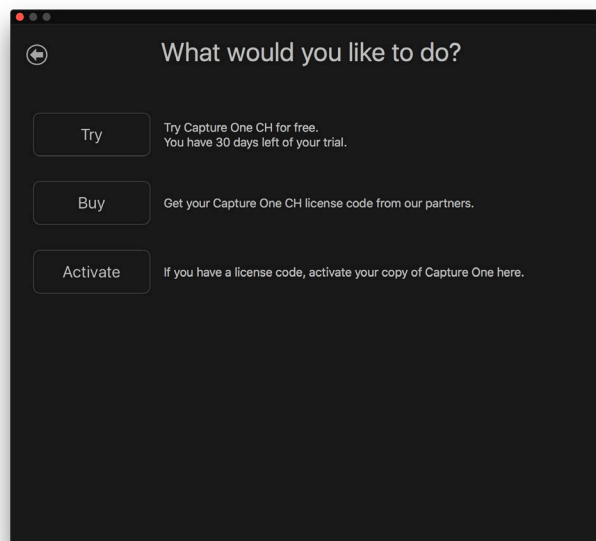 What would you like to do?
Try
Try Capture One CH for free.
You have 30 days left of your trial.
Buy
Get your Capture One CH license code from our partners.
Activate
If you have a license code, activate your copy of Capture One here.